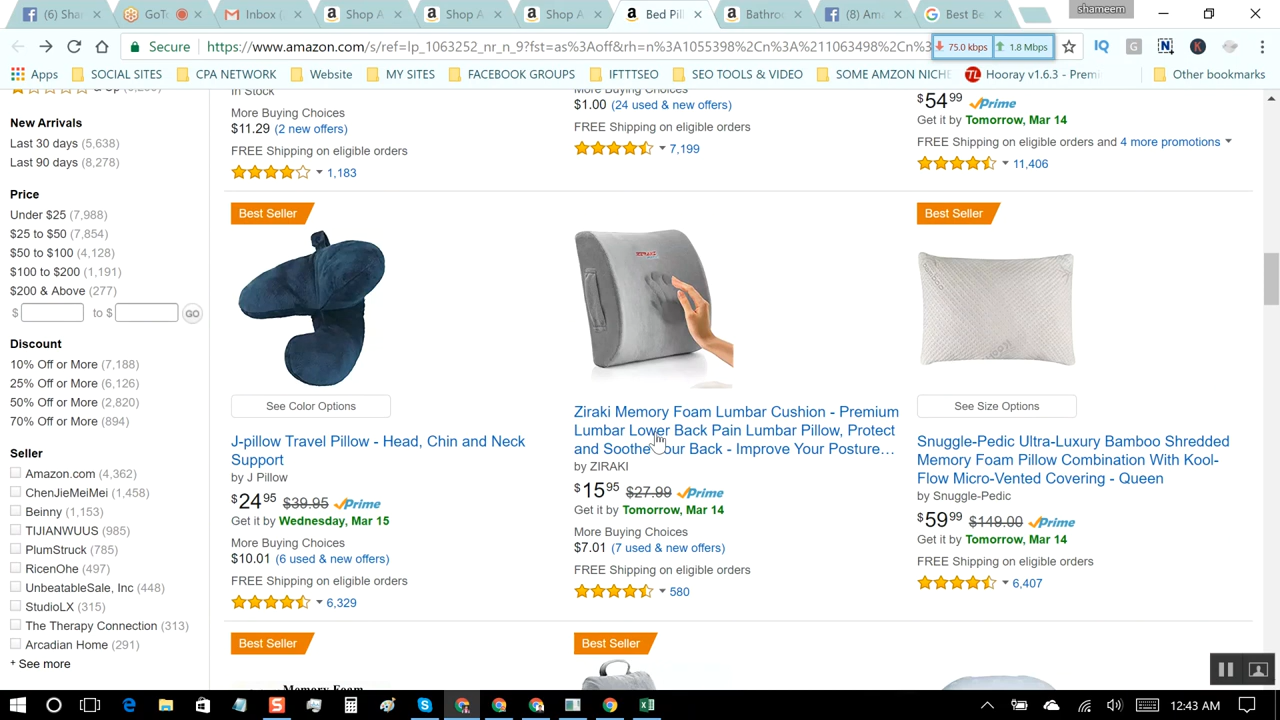 shameem
(6) Sha
GoTo
Inbox (
Shop A
Shop A
Shop A
Bed Pil
Bathro
(8) Ama
Best Be
Secure
https://www.amazon.com/s/ref=lp_1063252_nr_n_9?fst=as%3Aoff&rh=n%3A1055398%2Cn%3A%211063498%2Cn%3
75.0 kbps
1.8 Mbps
IQ
G
N
K
Apps
SOCIAL SITES
CPA NETWORK
Website
MY SITES
FACEBOOK GROUPS
IFTTTSEO
SEO TOOLS & VIDEO
SOME AMZON NICHE
TL
Hooray v1.6.3 - Premi
Other bookmarks
New Arrivals
Last 30 days (5,638)
Last 90 days (8,278)
Price
Under $25 (7,988)
$25 to $50 (7,854)
$50 to $100 (4,128)
$100 to $200 (1,191)
$200 & Above (277)
$ to $ GO
Discount
10% Off or More (7,188)
25% Off or More (6,126)
50% Off or More (2,820)
70% Off or More (894)
Seller
Amazon.com (4,362)
ChenJieMeiMei (1,458)
Beinny (1,153)
TIJIANWUUS (985)
PlumStruck (785)
RicenOhe (497)
UnbeatableSale, Inc (448)
StudioLX (315)
The Therapy Connection (313)
Arcadian Home (291)
+ See more
In Stock
More Buying Choices
$11.29 (2 new offers)
FREE Shipping on eligible orders
1,183
More Buying Choices
$1.00 (24 used & new offers)
FREE Shipping on eligible orders
7,199
$54.99 Prime
Get it by Tomorrow, Mar 14
FREE Shipping on eligible orders and 4 more promotions
11,406
Best Seller
See Color Options
J-pillow Travel Pillow - Head, Chin and Neck
Support
by J Pillow
$24.95 $39.95 Prime
Get it by Wednesday, Mar 15
More Buying Choices
$10.01 (6 used & new offers)
FREE Shipping on eligible orders
6,329
Ziraki Memory Foam Lumbar Cushion - Premium
Lumbar Lower Back Pain Lumbar Pillow, Protect
and Soothe Your Back - Improve Your Posture…
by ZIRAKI
$15.95 $27.99 Prime
Get it by Tomorrow, Mar 14
More Buying Choices
$7.01 (7 used & new offers)
FREE Shipping on eligible orders
580
Best Seller
See Size Options
Snuggle-Pedic Ultra-Luxury Bamboo Shredded
Memory Foam Pillow Combination With Kool-
Flow Micro-Vented Covering - Queen
by Snuggle-Pedic
$59.99 $149.00 Prime
Get it by Tomorrow, Mar 14
FREE Shipping on eligible orders
6,407
Best Seller
Memory Foam
Best Seller
12:43 AM